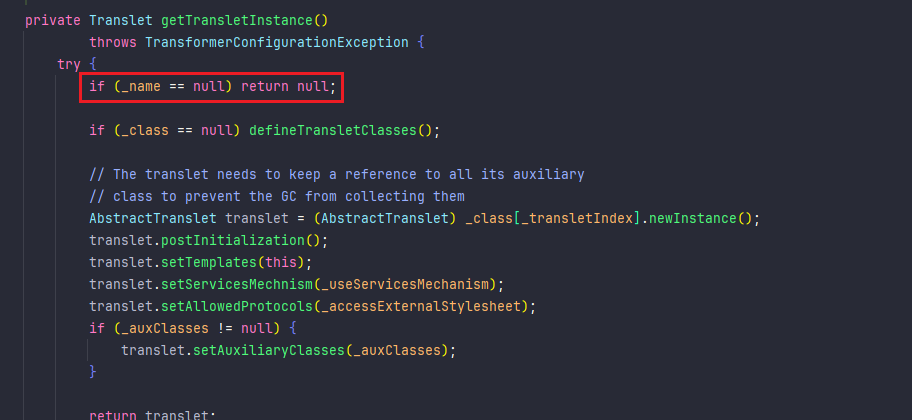 private Translet getTransletInstance()
throws TransformerConfigurationException {
try {
if (_name == null) return null;
if (_class == null) defineTransletClasses();
// The translet needs to keep a reference to all its auxiliary
// class to prevent the GC from collecting them
AbstractTranslet translet = (AbstractTranslet) _class[_transletIndex].newInstance();
translet.postInitialization();
translet.setTemplates(this);
translet.setServicesMechnism(_useServicesMechanism);
translet.setAllowedProtocols(_accessExternalStylesheet);
if (_auxClasses != null) {
translet.setAuxiliaryClasses(_auxClasses);
}
return translet;